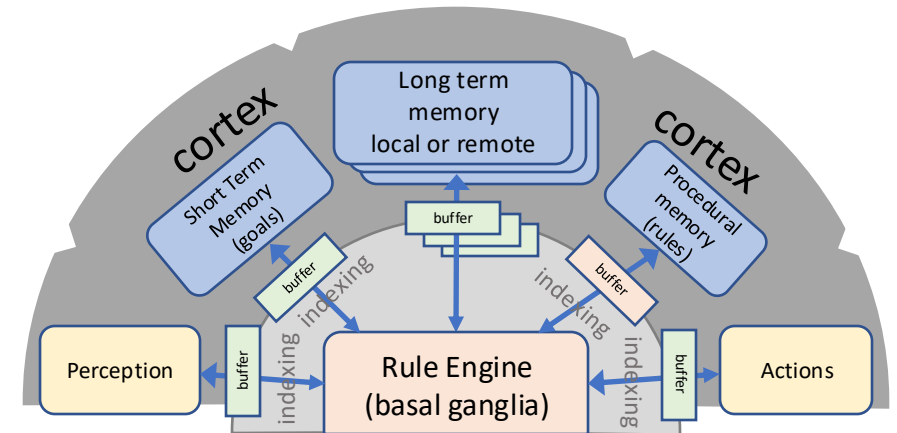 cortex
cortex
Long term
memory
local or remote
Short Term
Memory
(goals)
Procedural
memory
(rules)
buffer
buffer
buffer
indexing
indexing
Perception
buffer
indexing
Rule Engine
(basal ganglia)
indexing
buffer
Actions